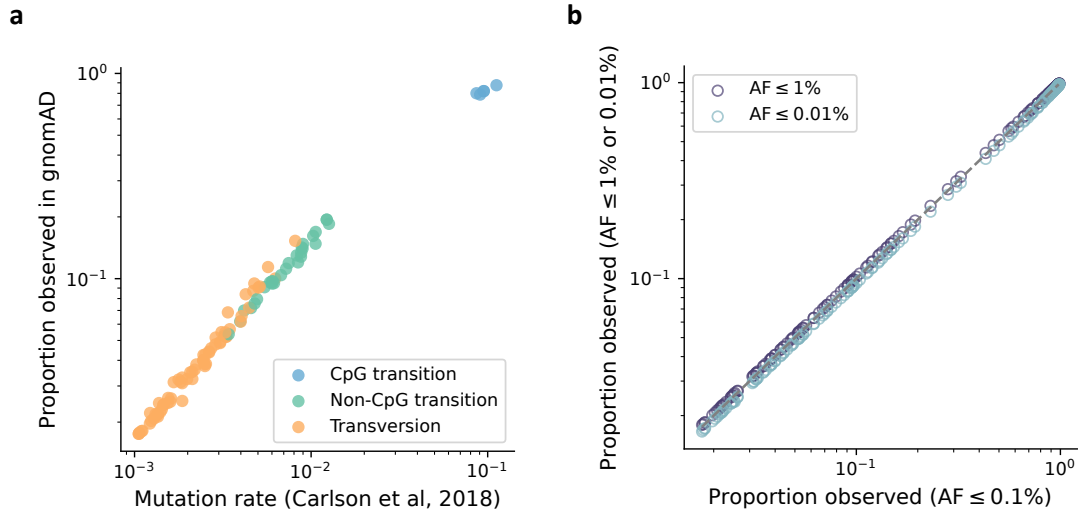 a
Proportion observed in gnomAD
10⁰
10⁻¹
CpG transition
Non-CpG transition
Transversion
10⁻³
10⁻²
10⁻¹
Mutation rate (Carlson et al, 2018)
b
Proportion observed (AF ≤ 1% or 0.01%)
10⁰
10⁻¹
AF ≤ 1%
AF ≤ 0.01%
10⁻¹
10⁰
Proportion observed (AF ≤ 0.1%)